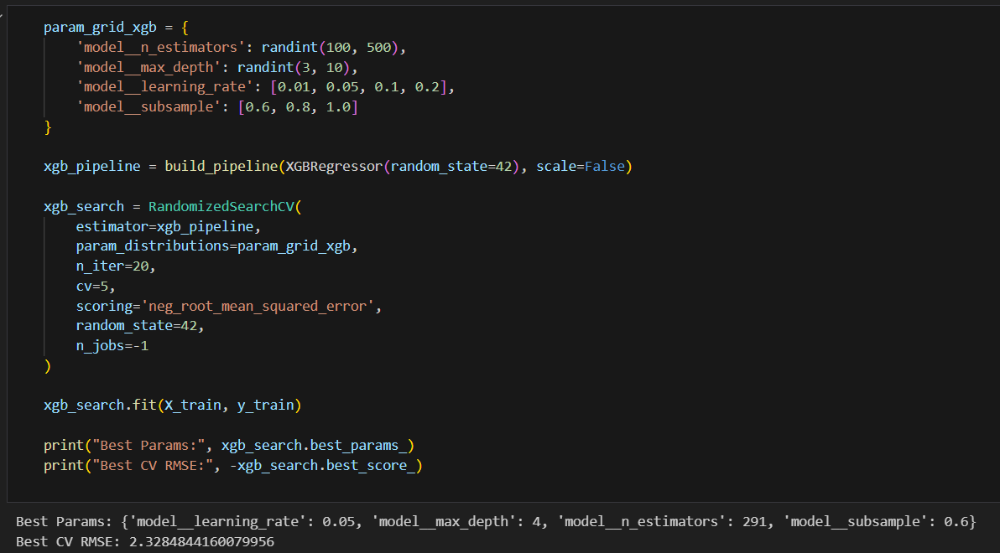 param_grid_xgb = {
    'model__n_estimators': randint(100, 500),
    'model__max_depth': randint(3, 10),
    'model__learning_rate': [0.01, 0.05, 0.1, 0.2],
    'model__subsample': [0.6, 0.8, 1.0]
}
xgb_pipeline = build_pipeline(XGBRegressor(random_state=42), scale=False)
xgb_search = RandomizedSearchCV(
    estimator=xgb_pipeline,
    param_distributions=param_grid_xgb,
    n_iter=20,
    cv=5,
    scoring='neg_root_mean_squared_error',
    random_state=42,
    n_jobs=-1
)
xgb_search.fit(X_train, y_train)
print("Best Params:", xgb_search.best_params_)
print("Best CV RMSE:", -xgb_search.best_score_)
Best Params: {'model__learning_rate': 0.05, 'model__max_depth': 4, 'model__n_estimators': 291, 'model__subsample': 0.6}
Best CV RMSE: 2.3284844160079956